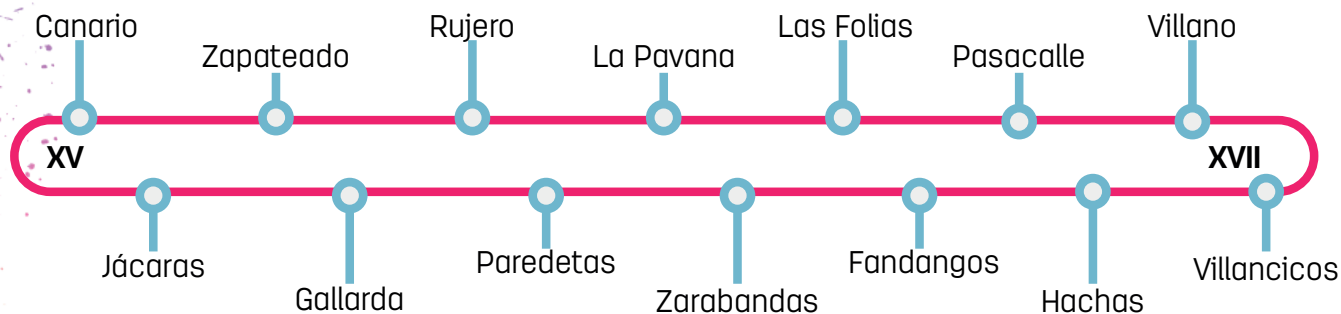 Canario
Zapateado
Rujero
La Pavana
Las Folias
Pasacalle
Villano
XV
XVII
Jácaras
Gallarda
Paredetas
Zarabandas
Fandangos
Hachas
Villancicos